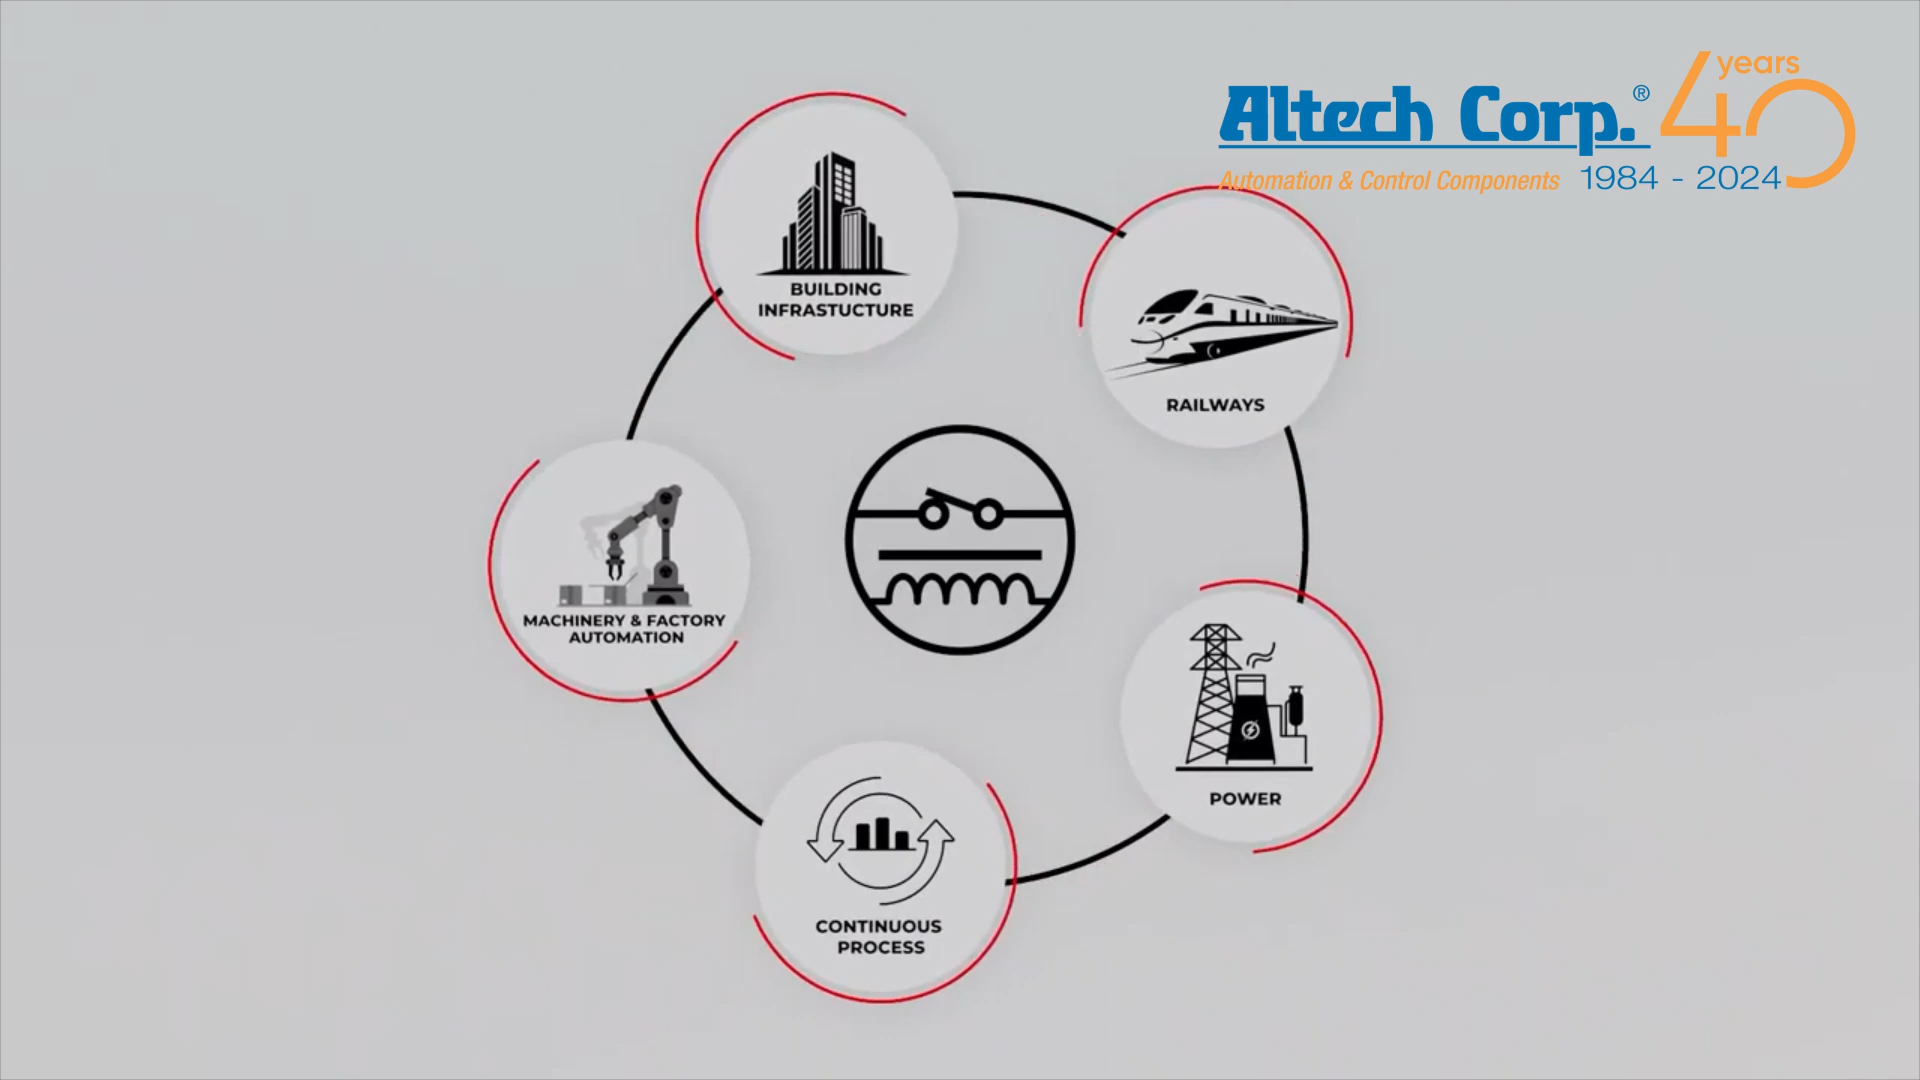 years
Altech Corp.® 40
Automation & Control Components 1984 - 2024
BUILDING
INFRASTUCTURE
RAILWAYS
MACHINERY & FACTORY
AUTOMATION
POWER
CONTINUOUS
PROCESS